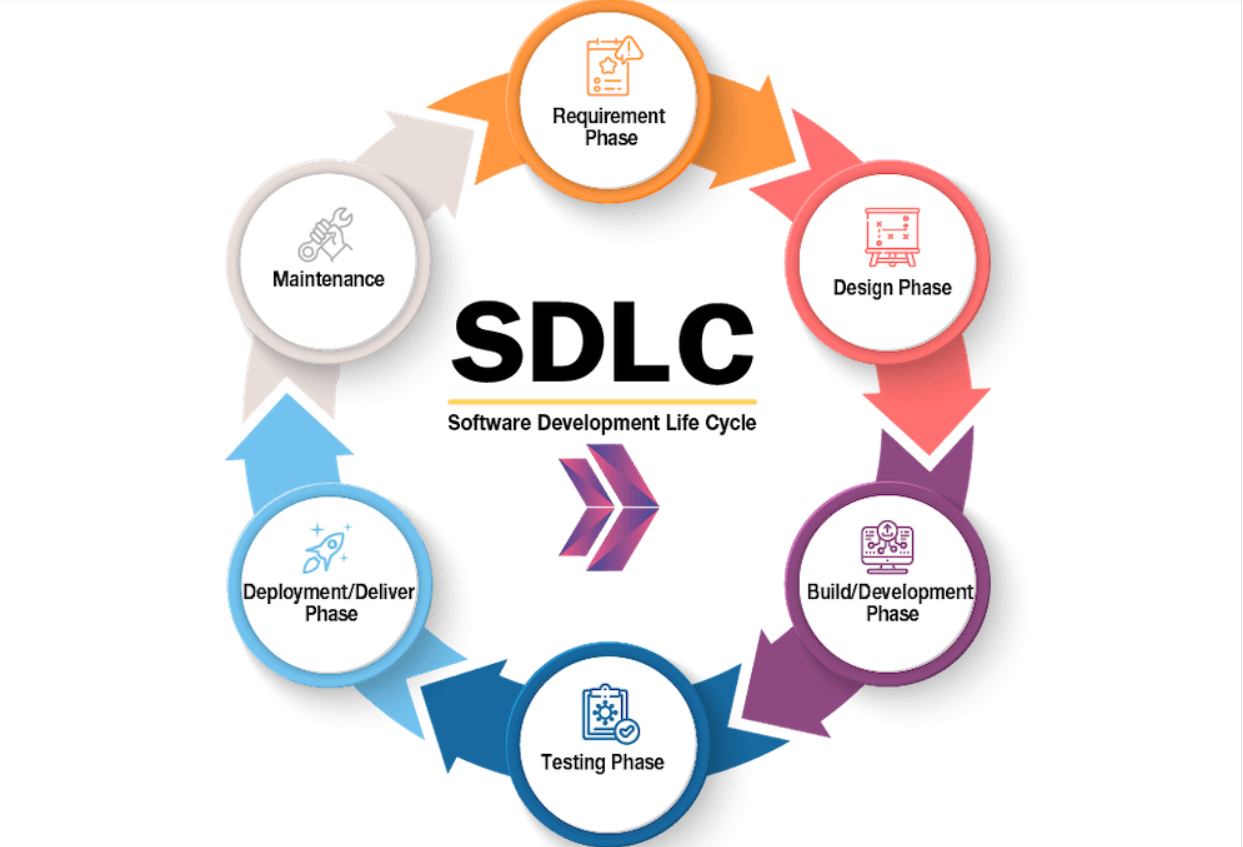 Requirement
Phase
Design Phase
Build/Development
Phase
Testing Phase
Deployment/Deliver
Phase
Maintenance
SDLC
Software Development Life Cycle